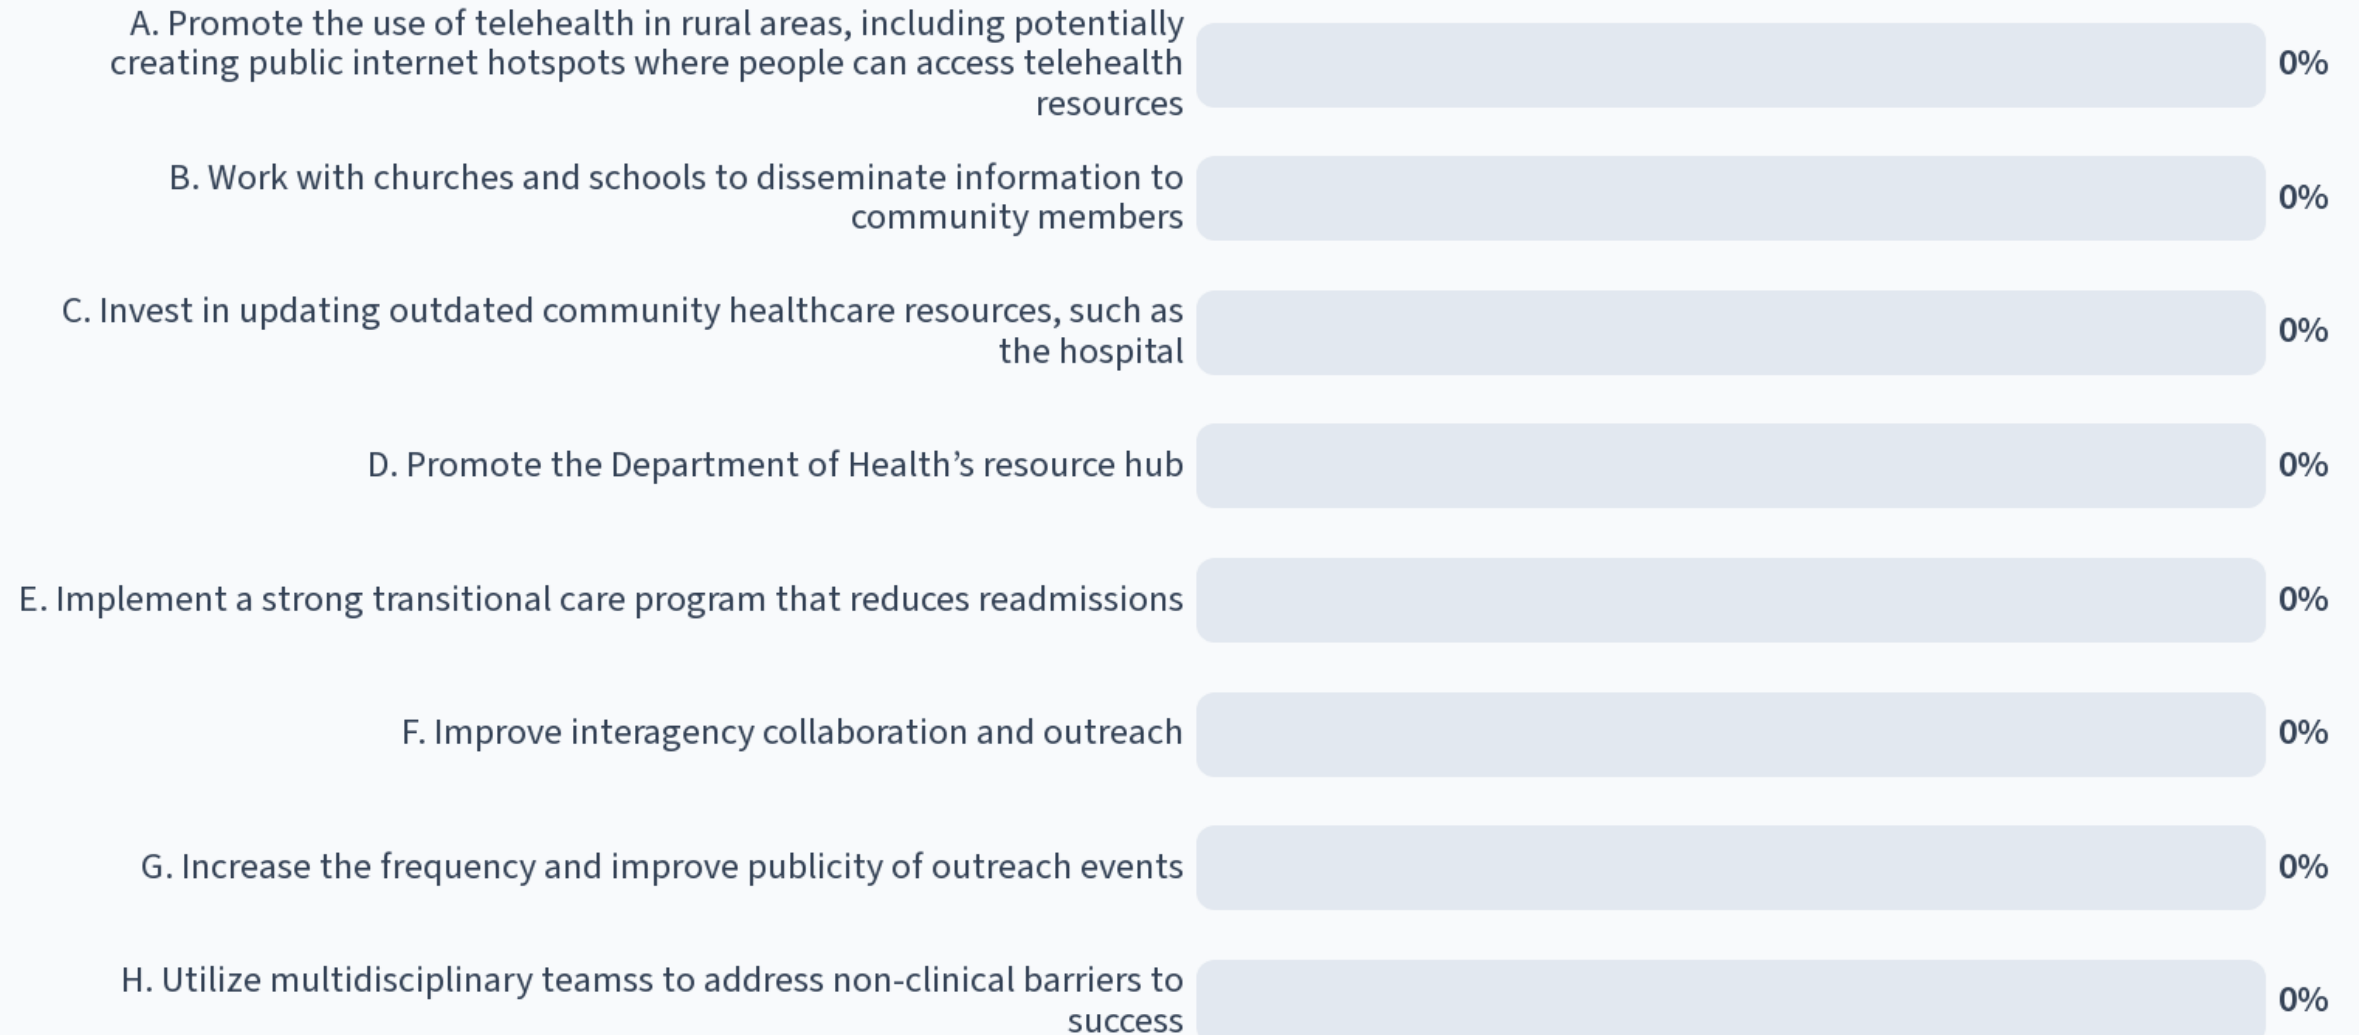 A. Promote the use of telehealth in rural areas, including potentially
creating public internet hotspots where people can access telehealth
resources
0%
B. Work with churches and schools to disseminate information to
community members
0%
C. Invest in updating outdated community healthcare resources, such as
the hospital
0%
D. Promote the Department of Health’s resource hub
0%
E. Implement a strong transitional care program that reduces readmissions
0%
F. Improve interagency collaboration and outreach
0%
G. Increase the frequency and improve publicity of outreach events
0%
H. Utilize multidisciplinary teamss to address non-clinical barriers to
success
0%